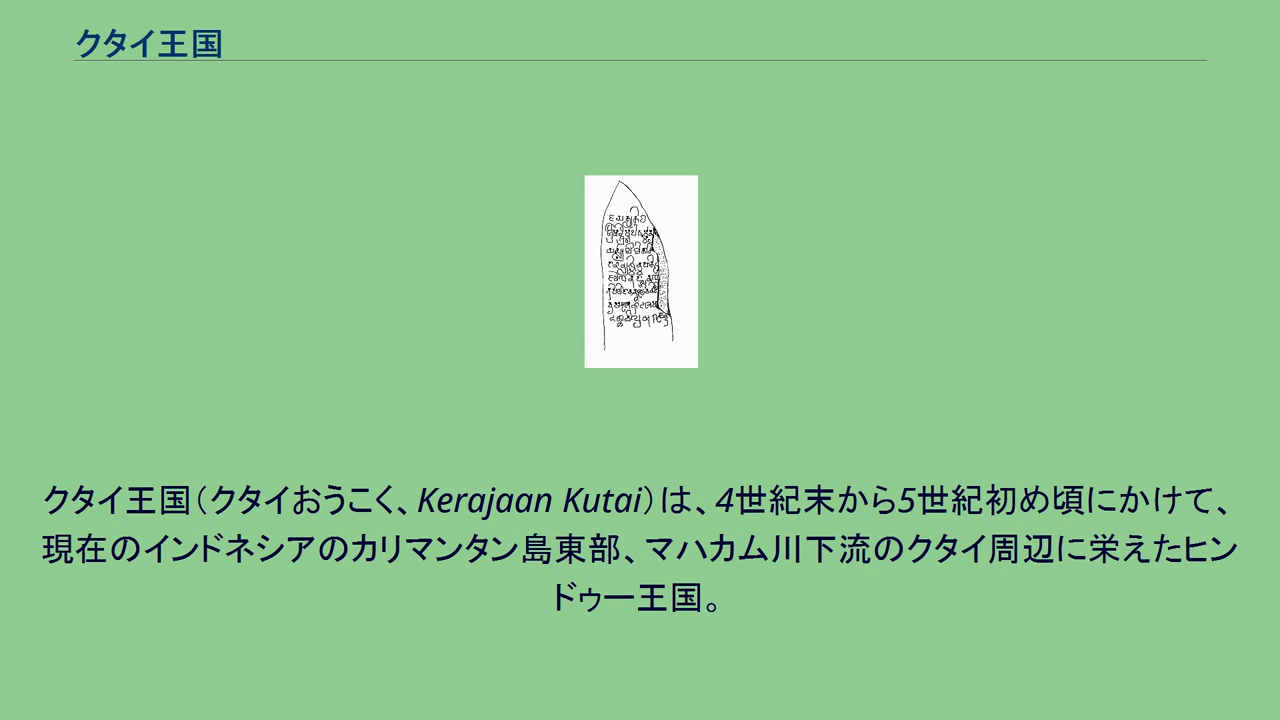 クタイ王国
クタイ王国（クタイおうこく、Kerajaan Kutai）は、4世紀末から5世紀初め頃にかけて、
現在のインドネシアのカリマンタン島東部、マハカム川下流のクタイ周辺に栄えたヒン
ドゥー王国。